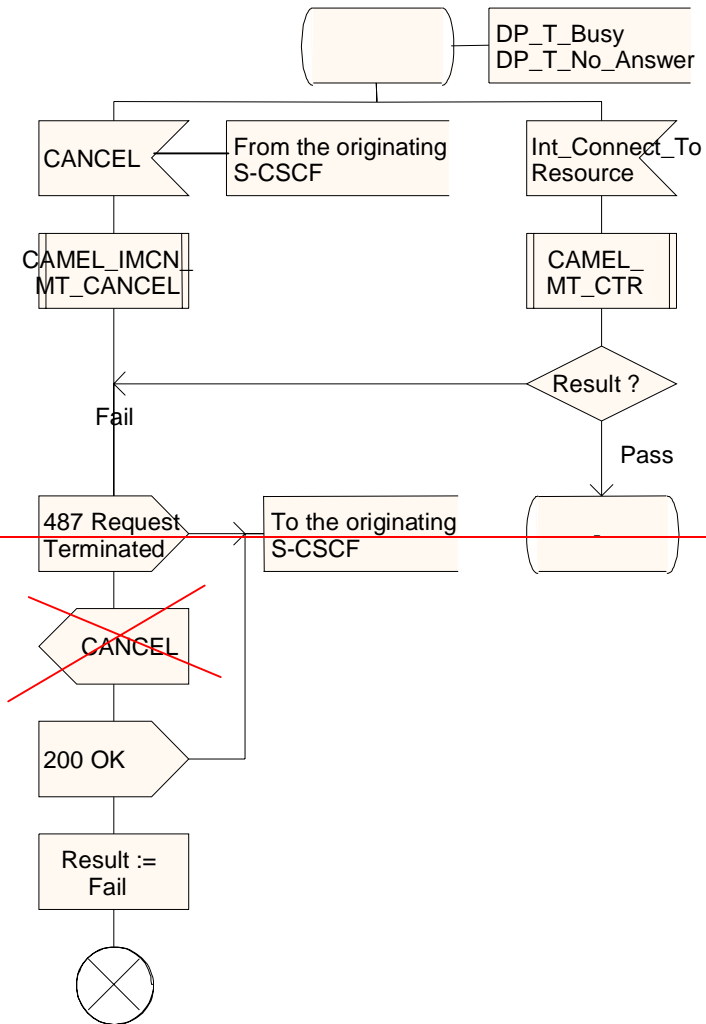 DP_T_Busy
DP_T_No_Answer
CANCEL
From the originating
S-CSCF
Int_Connect_To
Resource
CAMEL_IMCN_
MT_CANCEL
CAMEL_
MT_CTR
Result ?
Fail
Pass
487 Request
Terminated
To the originating
S-CSCF
-
CANCEL
200 OK
Result :=
Fail